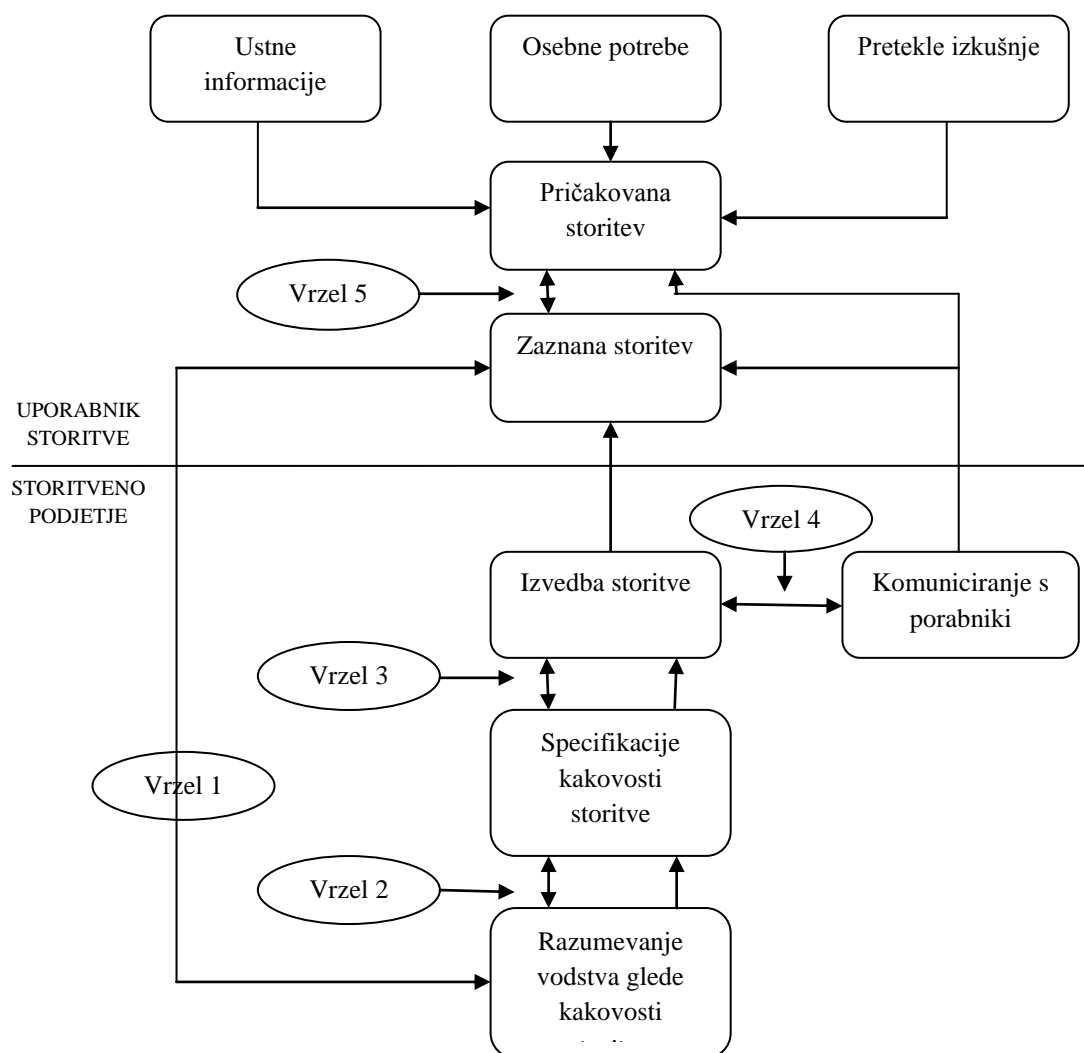 Ustne
informacije
Osebne potrebe
Pretekle izkušnje
Pričakovana
storitev
Vrzel 5
Zaznana storitev
UPORABNIK
STORITVE
STORITVENO
PODJETJE
Vrzel 4
Izvedba storitve
Komuniciranje s
porabniki
Vrzel 3
Specifikacije
kakovosti
storitve
Vrzel 1
Vrzel 2
Razumevanje
vodstva glede
kakovosti